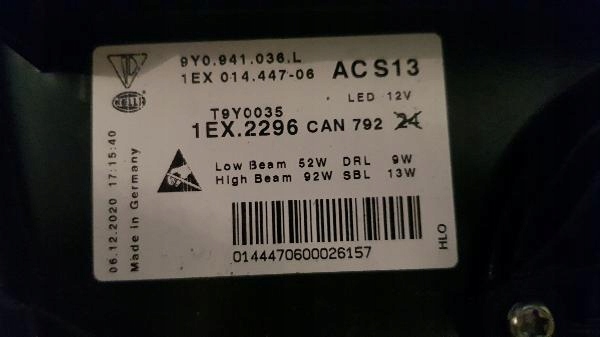 9Y0.941.036.L
1EX 014.447-06
ACS13
HELLA
LED 12V
T9Y0035
1EX.2296 CAN 792 24
Low Beam 52W DRL 9W
High Beam 92W SBL 13W
0144470600026157
06.12.2020 17:15:40
Made in Germany
HLO